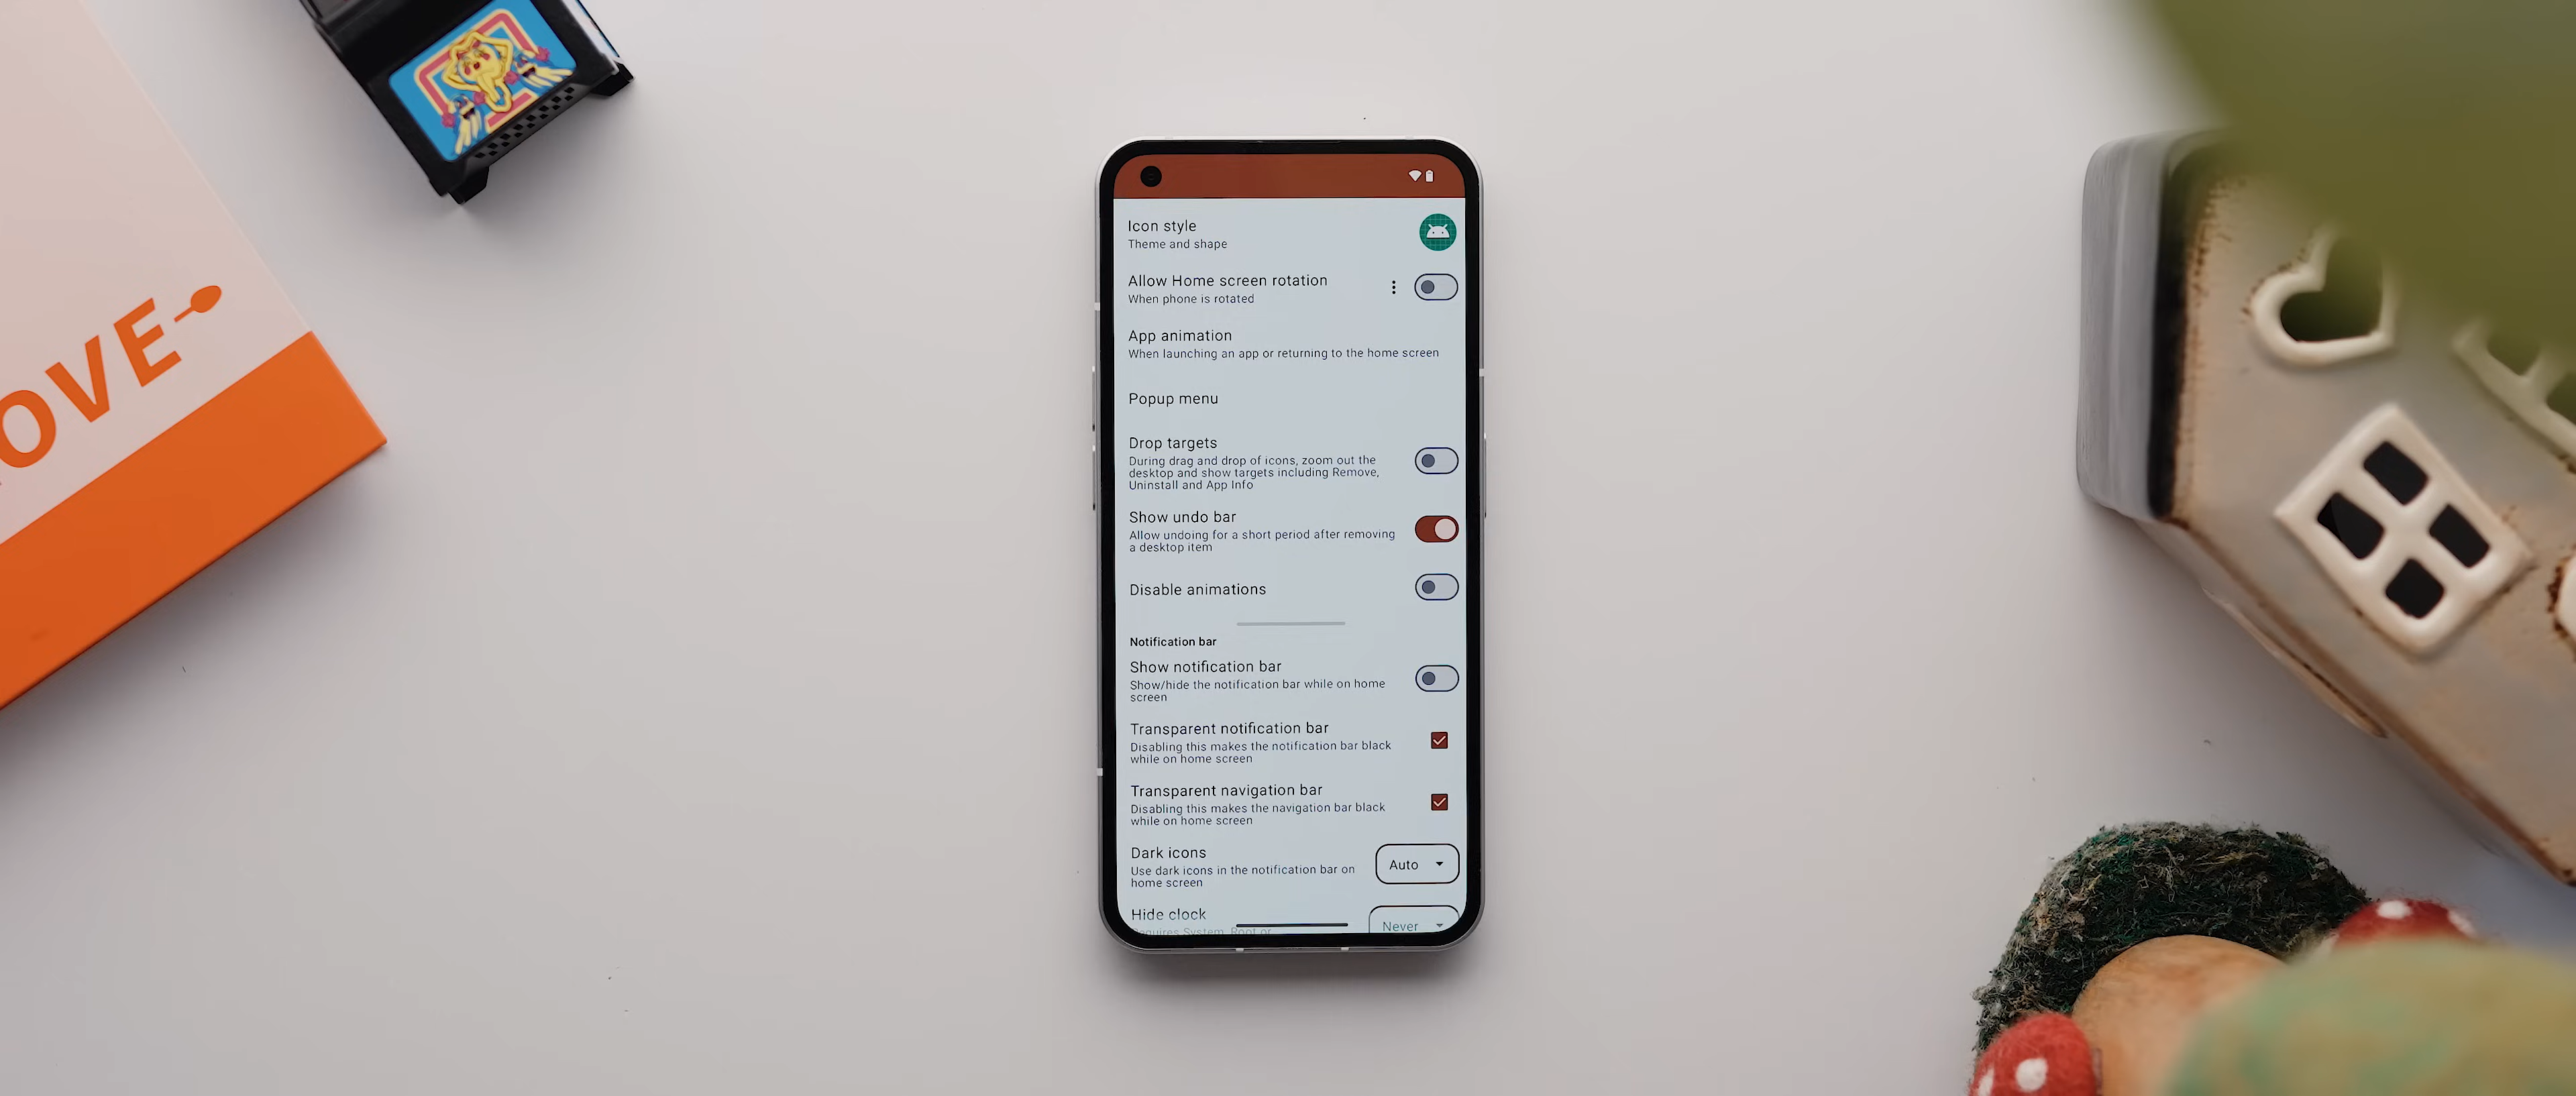 OVE
Icon style
Theme and shape
Allow Home screen rotation
When phone is rotated
App animation
When launching an app or returning to the home screen
Popup menu
Drop targets
During drag and drop of icons, zoom out the
desktop and show targets including Remove,
Uninstall and App Info
Show undo bar
Allow undoing for a short period after removing
a desktop item
Disable animations
Notification bar
Show notification bar
Show/hide the notification bar while on home
screen
Transparent notification bar
Disabling this makes the notification bar black
while on home screen
Transparent navigation bar
Disabling this makes the navigation bar black
while on home screen
Dark icons
Auto
Use dark icons in the notification bar on
home screen
Hide clock
Never
Requires System, Root or